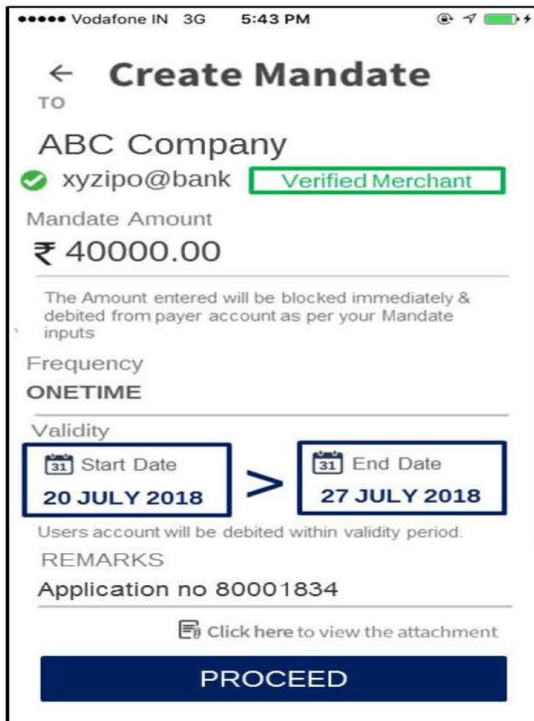 Vodafone IN 3G 5:43 PM
← Create Mandate
TO
ABC Company
xyzipo@bank Verified Merchant
Mandate Amount
₹ 40000.00
The Amount entered will be blocked immediately &
debited from payer account as per your Mandate
inputs
Frequency
ONETIME
Validity
31 Start Date > 31 End Date
20 JULY 2018 27 JULY 2018
Users account will be debited within validity period.
REMARKS
Application no 80001834
Click here to view the attachment
PROCEED